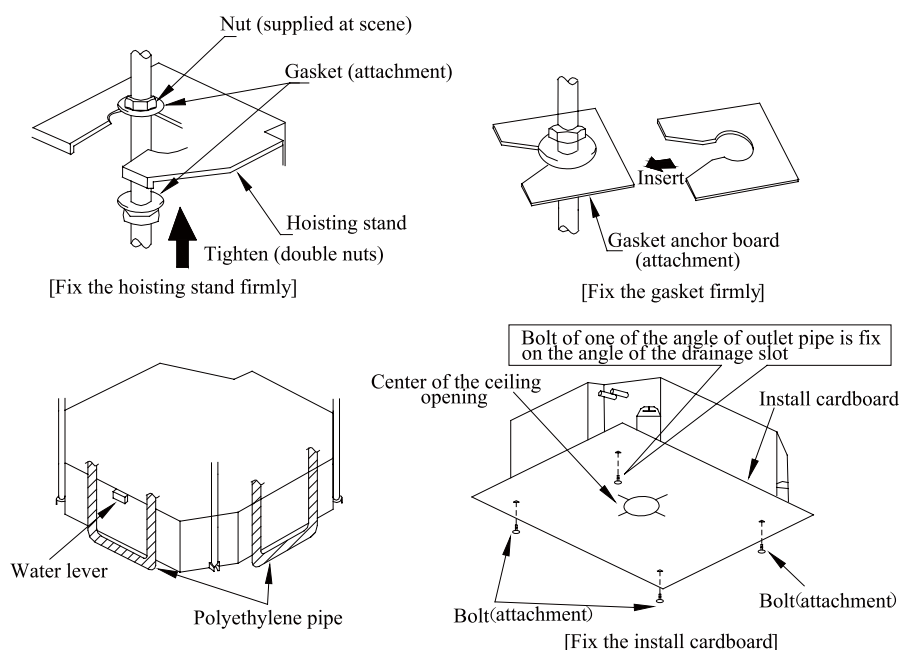 Nut (supplied at scene)
Gasket (attachment)
Hoisting stand
Tighten (double nuts)
[Fix the hoisting stand firmly]
Insert
Gasket anchor board
(attachment)
[Fix the gasket firmly]
Water lever
Polyethylene pipe
Bolt of one of the angle of outlet pipe is fix
on the angle of the drainage slot
Center of the ceiling
opening
Install cardboard
Bolt(attachment)
Bolt(attachment)
[Fix the install cardboard]